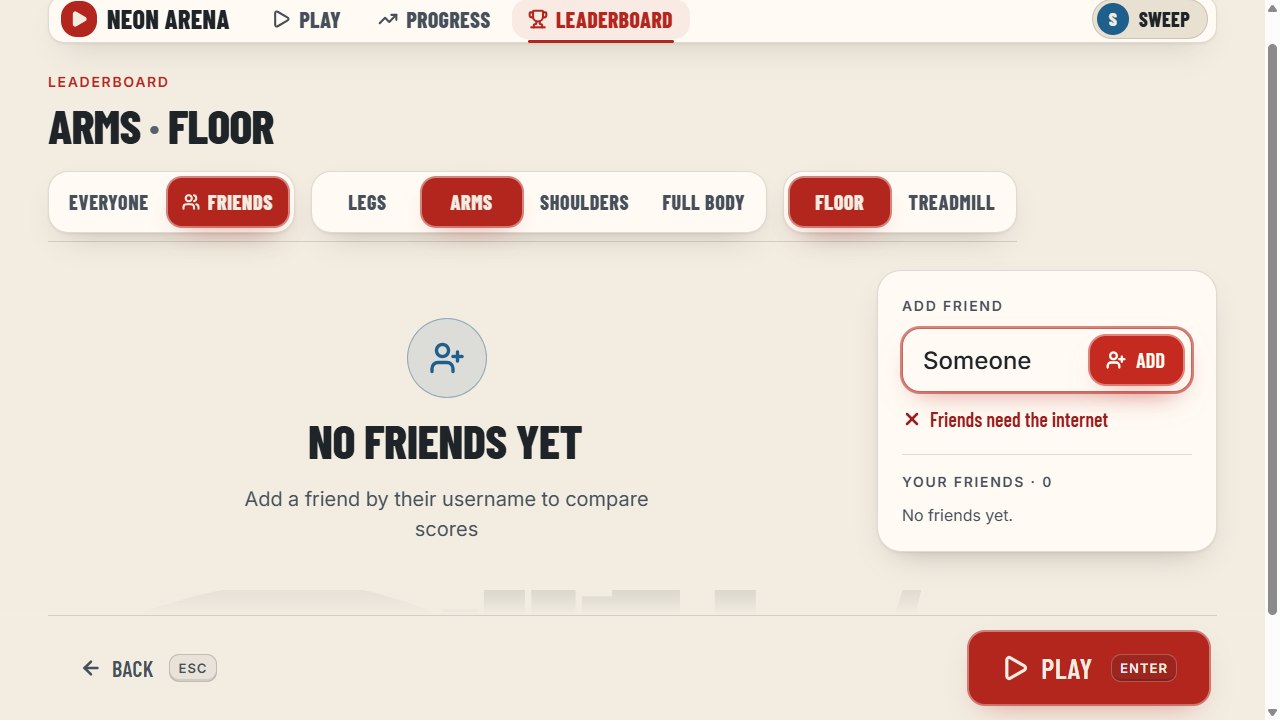 NEON ARENA
PLAY
PROGRESS
LEADERBOARD
S
SWEEP
LEADERBOARD
ARMS · FLOOR
EVERYONE
FRIENDS
LEGS
ARMS
SHOULDERS
FULL BODY
FLOOR
TREADMILL
ADD FRIEND
Someone
ADD
Friends need the internet
YOUR FRIENDS · 0
No friends yet.
NO FRIENDS YET
Add a friend by their username to compare
scores
BACK
ESC
PLAY
ENTER